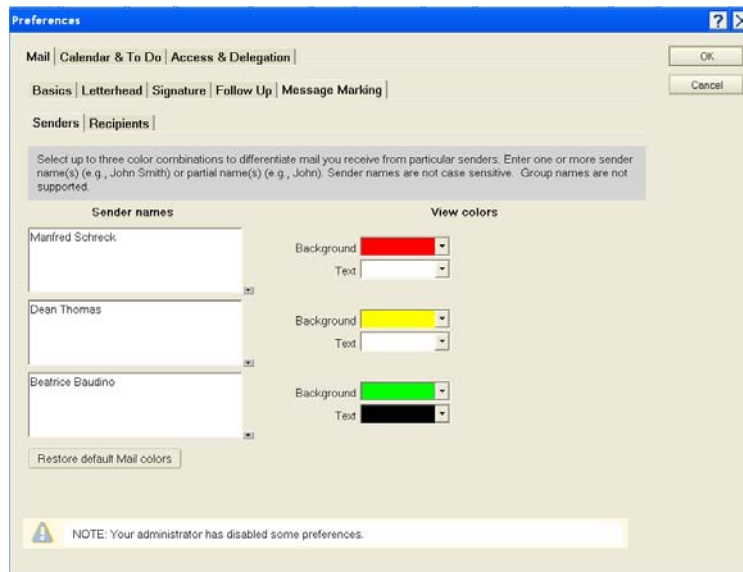 Preferences
Mail Calendar & To Do Access & Delegation
OK
Basics Letterhead Signature Follow Up Message Marking
Cancel
Senders Recipients
Select up to three color combinations to differentiate mail you receive from particular senders. Enter one or more sender
name(s) (e.g., John Smith) or partial name(s) (e.g., John). Sender names are not case sensitive. Group names are not
supported.
Sender names View colors
Manfred Schreck
Background
Text
Dean Thomas
Background
Text
Beatrice Baudino
Background
Text
Restore default Mail colors
NOTE: Your administrator has disabled some preferences.